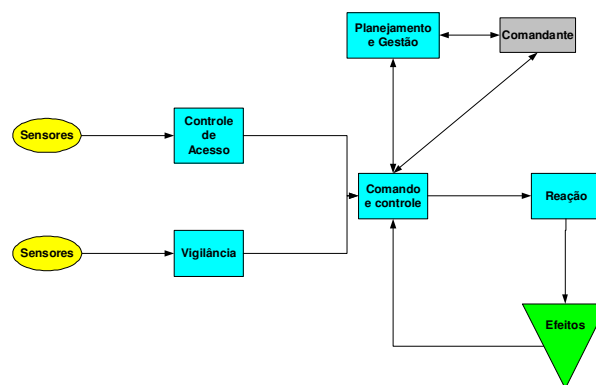 Planejamento
e Gestão
Comandante
Sensores
Controle
de
Acesso
Comando
e controle
Reação
Sensores
Vigilância
Efeitos